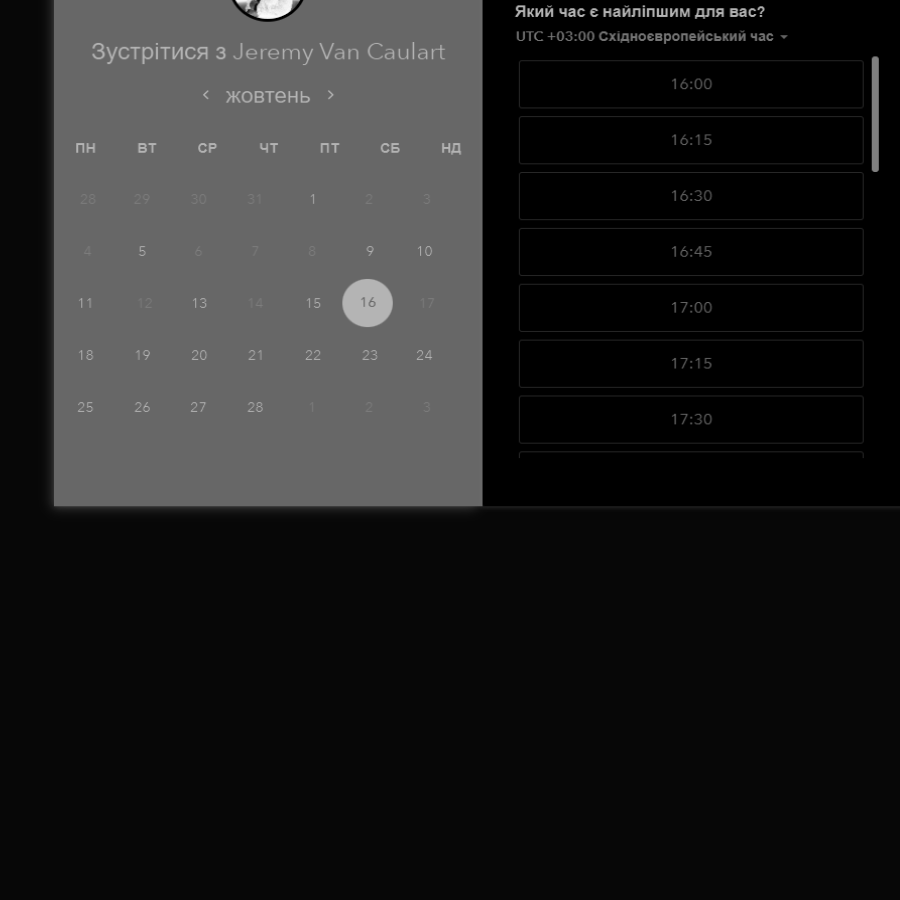 Зустрітися з Jeremy Van Caulart
жовтень
ПН ВТ СР ЧТ ПТ СБ НД
28 29 30 31 1 2 3
4 5 6 7 8 9 10
11 12 13 14 15 16 17
18 19 20 21 22 23 24
25 26 27 28 1 2 3
Який час є найліпшим для вас?
UTC +03:00 Східноєвропейський час
16:00
16:15
16:30
16:45
17:00
17:15
17:30